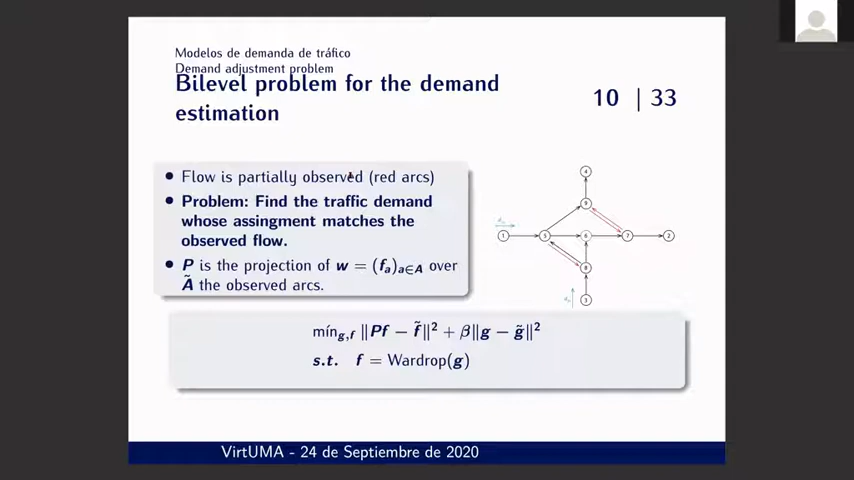 Modelos de demanda de tráfico
Demand adjustment problem
Bilevel problem for the demand
estimation
10 | 33
• Flow is partially observed (red arcs)
• Problem: Find the traffic demand
whose assingment matches the
observed flow.
• P is the projection of w = (fₐ)ₐ∈A over
Ã the observed arcs.
4
9
1
5
6
7
2
8
3
mín_g,f ‖Pf − f̃‖² + β‖g − g̃‖²
s.t. f = Wardrop(g)
VirtUMA - 24 de Septiembre de 2020